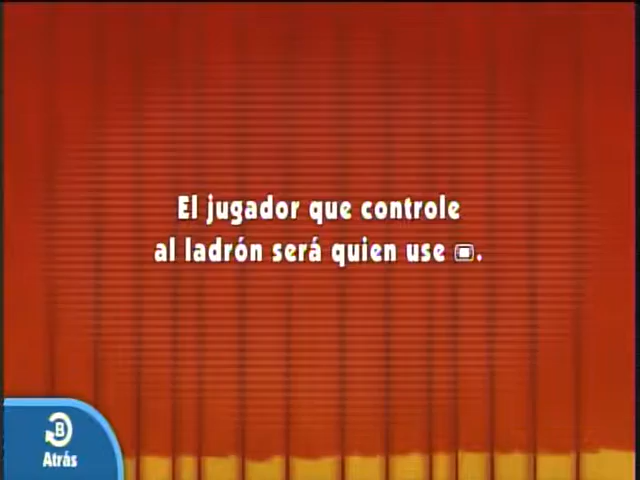 El jugador que controle
al ladrón será quien use .
B
Atrás